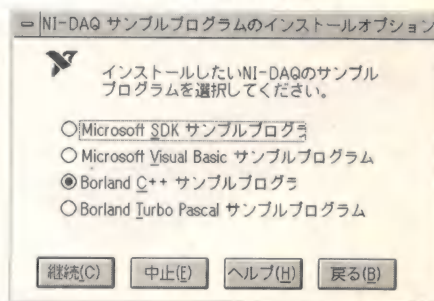 NI-DAQ サンプルプログラムのインストールオプション
インストールしたいNI-DAQのサンプル
プログラムを選択してください。
Microsoft SDK サンプルプログラ
Microsoft Visual Basic サンプルプログラム
Borland C++ サンプルプログラ
Borland Turbo Pascal サンプルプログラム
継続(C)
中止(E)
ヘルプ(H)
戻る(B)